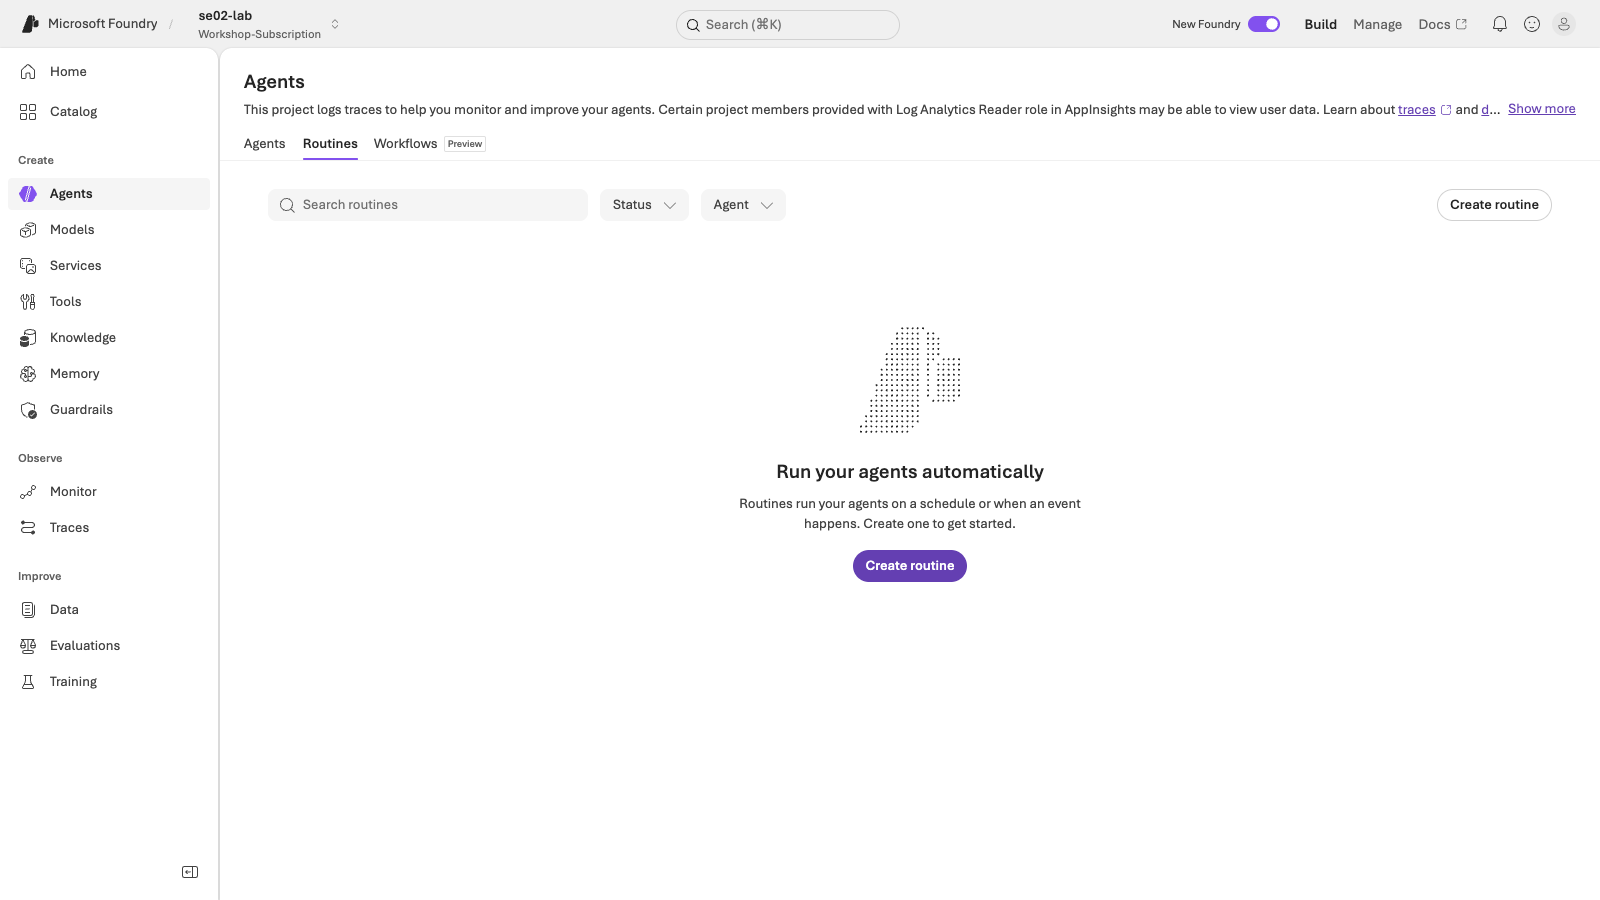 Microsoft Foundry
/
se02-lab
Workshop-Subscription
Search (⌘K)
New Foundry
Build
Manage
Docs
Home
Catalog
Create
Agents
Models
Services
Tools
Knowledge
Memory
Guardrails
Observe
Monitor
Traces
Improve
Data
Evaluations
Training
Agents
This project logs traces to help you monitor and improve your agents. Certain project members provided with Log Analytics Reader role in AppInsights may be able to view user data. Learn about traces and d... Show more
Agents
Routines
Workflows Preview
Search routines
Status
Agent
Create routine
Run your agents automatically
Routines run your agents on a schedule or when an event
happens. Create one to get started.
Create routine